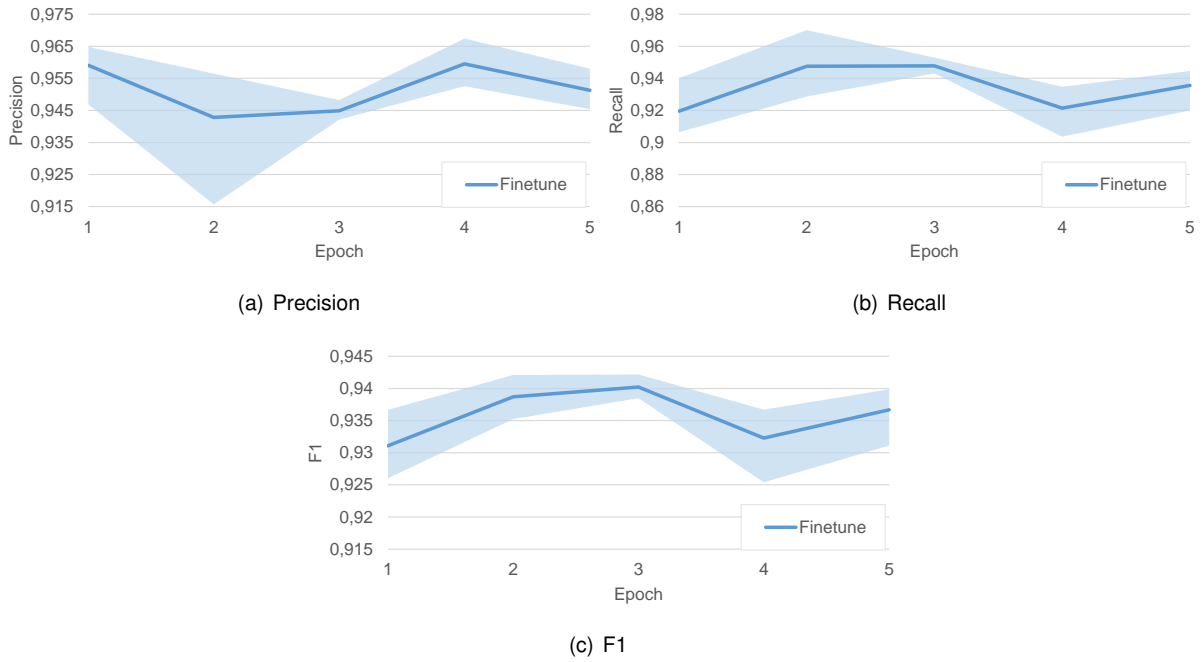 0,975
0,965
0,955
0,945
0,935
0,925
0,915
Precision
1 2 3 4 5
Epoch
Finetune
(a) Precision
0,98
0,96
0,94
0,92
0,9
0,88
0,86
Recall
1 2 3 4 5
Epoch
Finetune
(b) Recall
0,945
0,94
0,935
0,93
0,925
0,92
0,915
F1
1 2 3 4 5
Epoch
Finetune
(c) F1